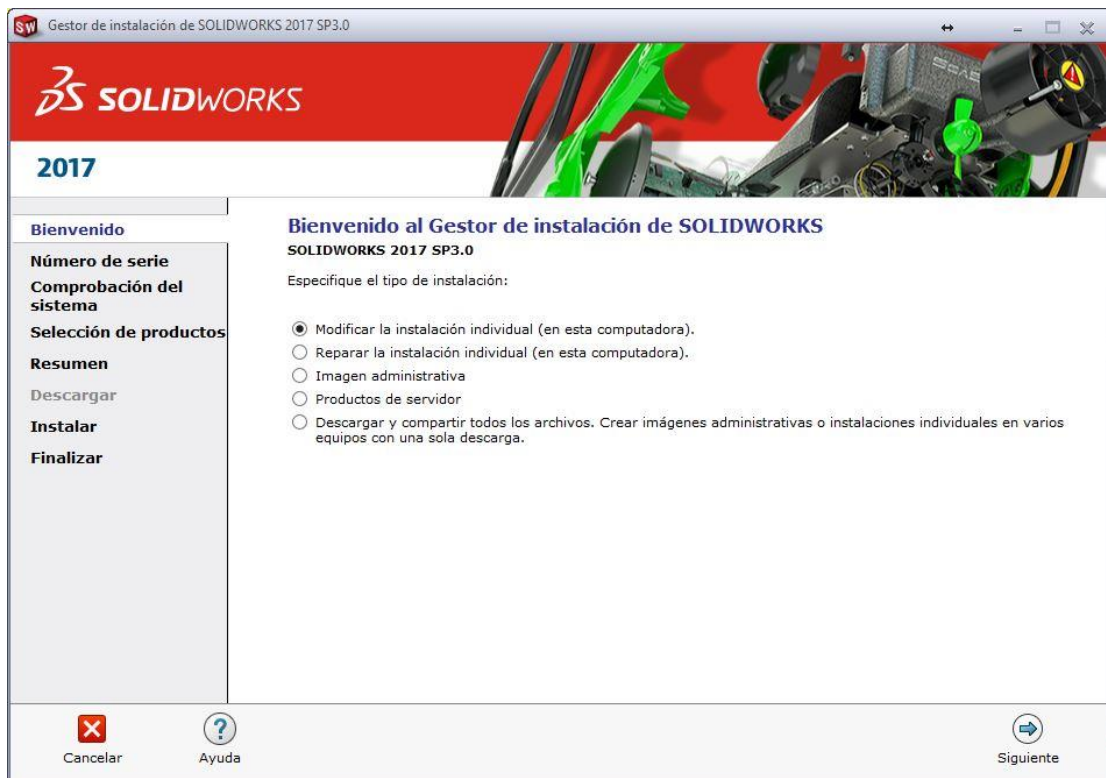 SW Gestor de instalación de SOLIDWORKS 2017 SP3.0
SOLIDWORKS
2017
Bienvenido
Número de serie
Comprobación del
sistema
Selección de productos
Resumen
Descargar
Instalar
Finalizar
Bienvenido al Gestor de instalación de SOLIDWORKS
SOLIDWORKS 2017 SP3.0
Especifique el tipo de instalación:
Modificar la instalación individual (en esta computadora).
Reparar la instalación individual (en esta computadora).
Imagen administrativa
Productos de servidor
Descargar y compartir todos los archivos. Crear imágenes administrativas o instalaciones individuales en varios
equipos con una sola descarga.
Cancelar
Ayuda
Siguiente